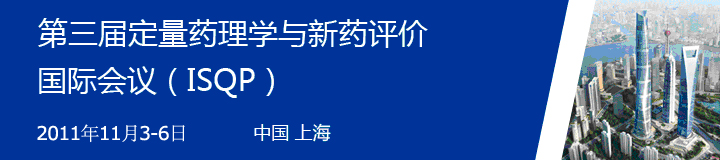 第三届定量药理学与新药评价
国际会议（ISQP）
2011年11月3-6日 中国 上海